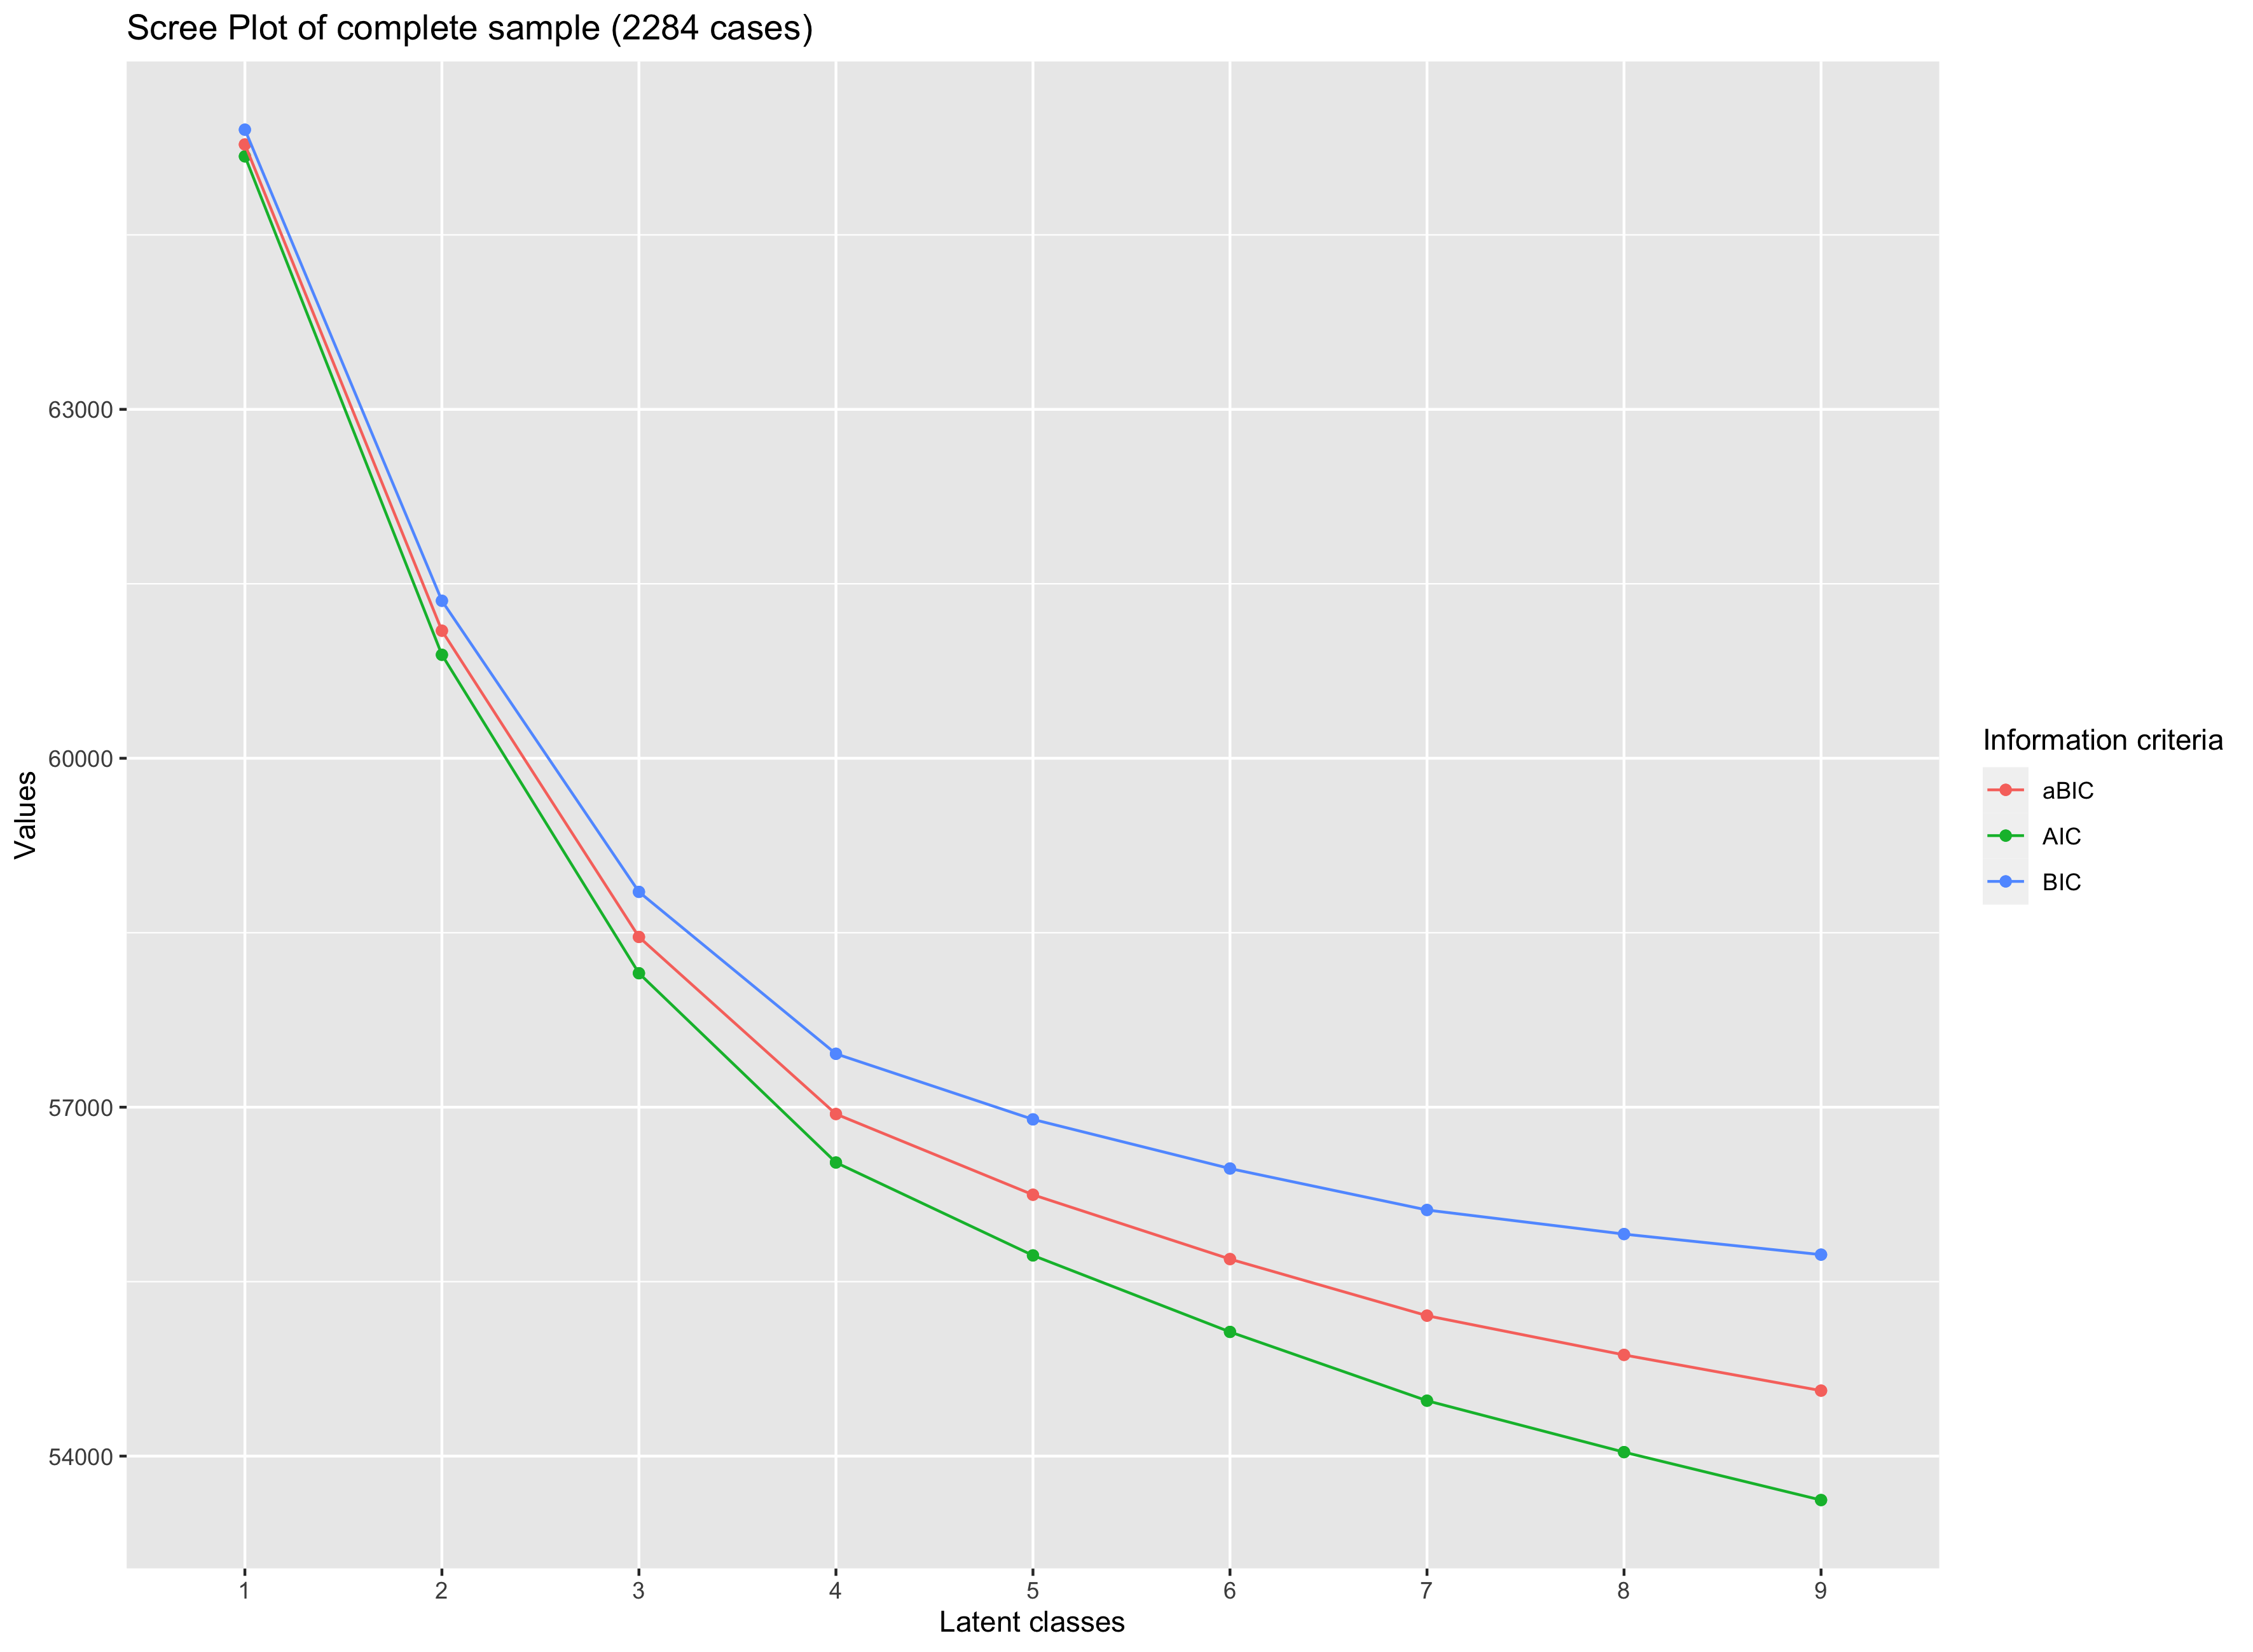 Scree Plot of complete sample (2284 cases)
63000
60000
57000
54000
Values
1 2 3 4 5 6 7 8 9
Latent classes
Information criteria
aBIC
AIC
BIC